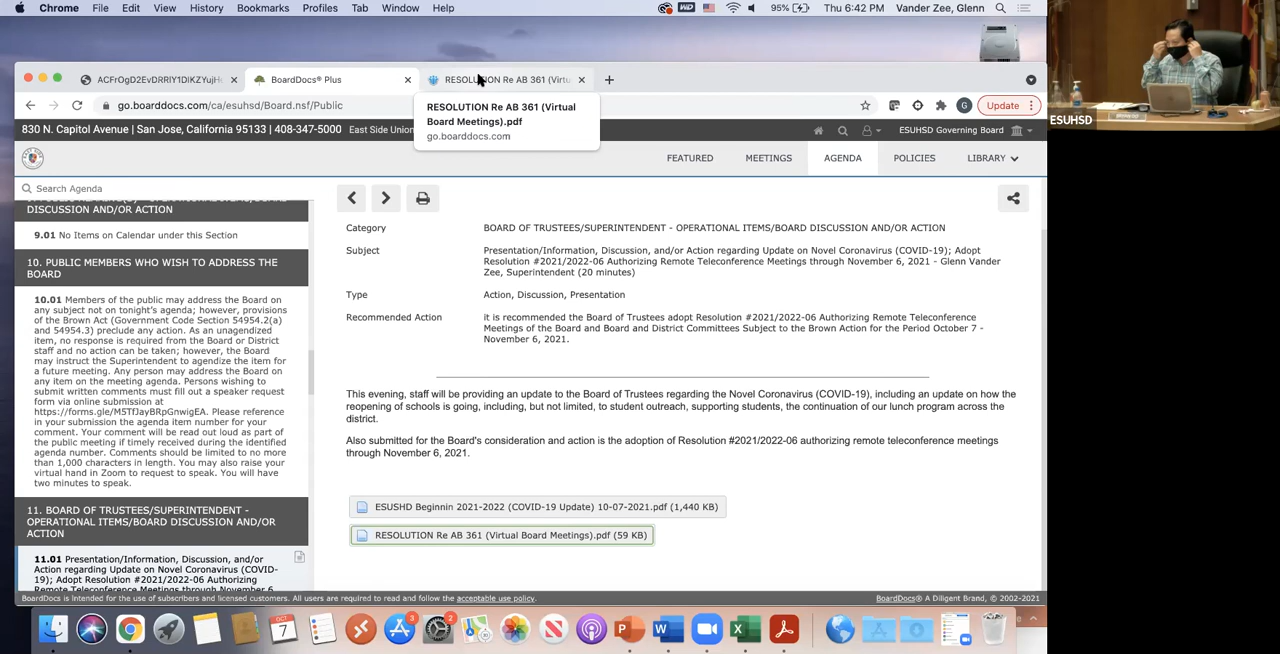 Chrome File Edit View History Bookmarks Profiles Tab Window Help
95%
Thu 6:42 PM Vander Zee, Glenn
ACFrOgD2EvDRRlY1DiKZYujH
BoardDocs® Plus
RESOLUTION Re AB 361 (Virtu
go.boarddocs.com/ca/esuhsd/Board.nsf/Public
G
Update
RESOLUTION Re AB 361 (Virtual
Board Meetings).pdf
go.boarddocs.com
830 N. Capitol Avenue | San Jose, California 95133 | 408-347-5000 East Side Union
ESUHSD Governing Board
FEATURED MEETINGS AGENDA POLICIES LIBRARY
Search Agenda
DISCUSSION AND/OR ACTION
9.01 No Items on Calendar under this Section
10. PUBLIC MEMBERS WHO WISH TO ADDRESS THE
BOARD
10.01 Members of the public may address the Board on
any subject not on tonight's agenda; however, provisions
of the Brown Act (Government Code Section 54954.2(a)
and 54954.3) preclude any action. As an unagendized
item, no response is required from the Board or District
staff and no action can be taken; however, the Board
may instruct the Superintendent to agendize the item for
a future meeting. Any person may address the Board on
any item on the meeting agenda. Persons wishing to
submit written comments must fill out a speaker request
form via online submission at
https://forms.gle/M5TfJayBRpGnwigEA. Please reference
in your submission the agenda item number for your
comment. Your comment will be read out loud as part of
the public meeting if timely received during the identified
agenda number. Comments should be limited to no more
than 1,000 characters in length. You may also raise your
virtual hand in Zoom to request to speak. You will have
two minutes to speak.
11. BOARD OF TRUSTEES/SUPERINTENDENT -
OPERATIONAL ITEMS/BOARD DISCUSSION AND/OR
ACTION
11.01 Presentation/Information, Discussion, and/or
Action regarding Update on Novel Coronavirus (COVID-
19); Adopt Resolution #2021/2022-06 Authorizing
Remote Teleconference Meetings through November 6,
Category BOARD OF TRUSTEES/SUPERINTENDENT - OPERATIONAL ITEMS/BOARD DISCUSSION AND/OR ACTION
Subject Presentation/Information, Discussion, and/or Action regarding Update on Novel Coronavirus (COVID-19); Adopt
Resolution #2021/2022-06 Authorizing Remote Teleconference Meetings through November 6, 2021 - Glenn Vander
Zee, Superintendent (20 minutes)
Type Action, Discussion, Presentation
Recommended Action it is recommended the Board of Trustees adopt Resolution #2021/2022-06 Authorizing Remote Teleconference
Meetings of the Board and Board and District Committees Subject to the Brown Action for the Period October 7 -
November 6, 2021.
This evening, staff will be providing an update to the Board of Trustees regarding the Novel Coronavirus (COVID-19), including an update on how the
reopening of schools is going, including, but not limited, to student outreach, supporting students, the continuation of our lunch program across the
district.
Also submitted for the Board's consideration and action is the adoption of Resolution #2021/2022-06 authorizing remote teleconference meetings
through November 6, 2021.
ESUSHD Beginnin 2021-2022 (COVID-19 Update) 10-07-2021.pdf (1,440 KB)
RESOLUTION Re AB 361 (Virtual Board Meetings).pdf (59 KB)
BoardDocs is intended for the use of subscribers and licensed customers. All users are required to read and follow the acceptable use policy.
BoardDocs® A Diligent Brand, © 2002-2021
ESUHSD
OCT
7
3
2